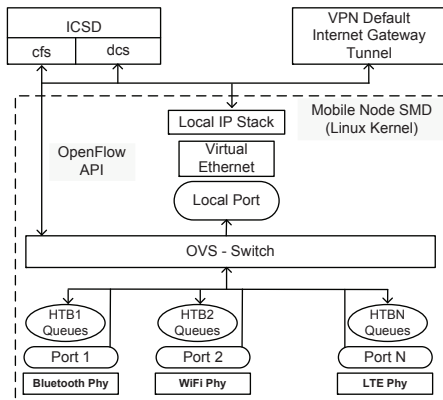 ICSD
cfs
dcs
VPN Default
Internet Gateway
Tunnel
Mobile Node SMD
(Linux Kernel)
Local IP Stack
Virtual
Ethernet
OpenFlow
API
Local Port
OVS - Switch
HTB1
Queues
HTB2
Queues
HTBN
Queues
Port 1
Port 2
Port N
Bluetooth Phy
WiFi Phy
LTE Phy